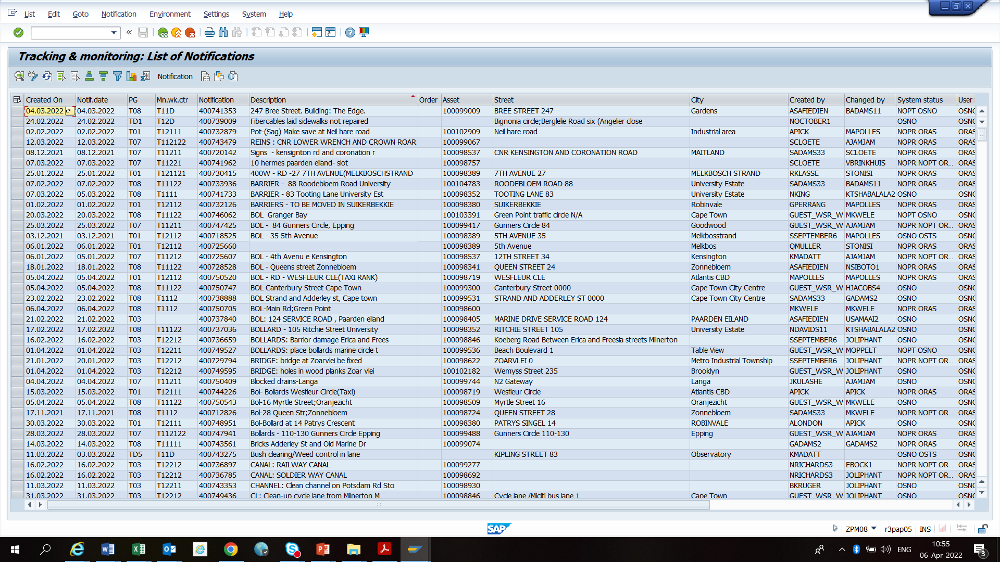 List Edit Goto Notification Environment Settings System Help
Tracking & monitoring: List of Notifications
Notification
Created On Notif.date PG Mn.wk.ctr Notification Description Order Asset Street City Created by Changed by System status User
04.03.2022 04.03.2022 T08 T11D 400741353 247 Bree Street. Building: The Edge. 100099009 BREE STREET 247 Gardens ASAFIEDIEN BADAMS11 NOPT OSNO OSNO
24.02.2022 24.02.2022 TD1 T12D 400739009 Fibercables laid sidewalks not repaired Bignonia circle;Berglelie Road six (Angelier close NOCTOBER1 OSNO OSNO
02.02.2022 02.02.2022 T01 T12111 400732879 Pot-(Sag) Make save at Neil hare road 100102909 Neil hare road Industrial area APICK MAPOLLES NOPR ORAS ORAS
12.03.2022 12.03.2022 T07 T112122 400743479 REINS : CNR LOWER WRENCH AND CROWN ROAR 100099067 SCLOETE AJAMJAM NOPR ORAS ORAS
08.12.2021 08.12.2021 T07 T11211 400720142 Signs - kensignton rd and coronation r 100098537 CNR KENSINGTON AND CORONATION ROAD MAITLAND SADAMS33 SCLOETE NOPR ORAS ORAS
07.03.2022 07.03.2022 T07 T11221 400741962 10 hermes paarden eiland- slot 100098757 SCLOETE VBRINKHUIS NOPR NOPT OR... ORAS
25.01.2022 25.01.2022 T01 T121121 400730415 400W - RD -27 7TH AVENUE(MELKBOSCHSTRAND 100098389 7TH AVENUE 27 MELKBOSCH STRAND RKLASSE STONISI NOPR ORAS ORAS
07.02.2022 07.02.2022 T08 T11122 400733936 BARRIER - 88 Roodebloem Road University 100104783 ROODEBLOEM ROAD 88 University Estate SADAMS33 BADAMS11 NOPR ORAS ORAS
07.03.2022 05.03.2022 T08 T1111 400741733 BARRIER - 83 Tooting Lane University Est 100098352 TOOTING LANE 83 University Estate NKING KTSHABALALA2 OSNO OSNO
01.02.2022 01.02.2022 T01 T12112 400732126 BARRIERS - TO BE MOVED IN SUIKERBEKKIE 100098380 SUIKERBEKKIE Robinvale GPERRANG MAPOLLES NOPR ORAS ORAS
20.03.2022 20.03.2022 T08 T11122 400746062 BOL Granger Bay 100103391 Green Point traffic circle N/A Cape Town GUEST_WSR_W MKWELE NOPT OSNO OSNO
25.03.2022 25.03.2022 T07 T11211 400747425 BOL - 84 Gunners Circle, Epping 100099417 Gunners Circle 84 Goodwood GUEST_WSR_W AJAMJAM NOPR NOPT OR... ORAS
03.12.2021 03.12.2021 T01 T12112 400718525 BOL - 35 5th Avenue 100098389 5TH AVENUE 35 Melkbosstrand SSEPTEMBER6 MAPOLLES OSNO OSTS OSNO
06.01.2022 06.01.2022 T01 T12112 400725660 100098389 5th Avenue Melkbos QMULLER STONISI NOPR ORAS ORAS
06.01.2022 05.01.2022 T07 T11212 400725607 BOL - 4th Avenu e Kensington 100098537 12TH STREET 34 Kensington KMADATT AJAMJAM NOPR NOPT OR... ORAS
18.01.2022 18.01.2022 T08 T11122 400728528 BOL - Queens street Zonnebloem 100098341 QUEEN STREET 24 Zonnebloem ASAFIEDIEN NSIBOTO1 NOPR ORAS ORAS
05.04.2022 05.04.2022 T01 T12112 400750520 BOL - RD - WESFLEUR CLE(TAXI RANK) 100098719 WESFLEUR CLE Atlantis CBD MAPOLLES MAPOLLES NOPR ORAS ORAS
05.04.2022 05.04.2022 T08 T11122 400750747 BOL Canterbury Street Cape Town 100099300 Canterbury Street 0000 Cape Town City Centre GUEST_WSR_W HJACOBS4 OSNO OSNO
23.02.2022 23.02.2022 T08 T1112 400738888 BOL Strand and Adderley st, Cape town 100099531 STRAND AND ADDERLEY ST 0000 Cape Town City Centre SADAMS33 GADAMS2 OSNO OSNO
06.04.2022 06.04.2022 T08 T1112 400750705 BOL-Main Rd;Green Point 100098600 MKWELE MKWELE NOPR ORAS ORAS
21.02.2022 21.02.2022 T03 400737840 BOL: 124 SERVICE ROAD , Paarden eiland 100098405 MARINE DRIVE SERVICE ROAD 124 PAARDEN EILAND ASAFIEDIEN USAMAAI2 OSNO OSNO
17.02.2022 17.02.2022 T08 T11122 400737036 BOLLARD - 105 Ritchie Street University 100098352 RITCHIE STREET 105 University Estate NDAVIDS11 KTSHABALALA2 OSNO OSNO
16.02.2022 16.02.2022 T03 T12212 400736659 BOLLARDS: Barrior damage Erica and Frees 100098846 Koeberg Road Between Erica and Freesia streets Milnerton SSEPTEMBER6 JOLIPHANT OSNO OSNO
01.04.2022 01.04.2022 T03 T12211 400749527 BOLLARDS: place bollards marine circle t 100099536 Beach Boulevard 1 Table View GUEST_WSR_W MOPPELT NOPT OSNO OSNO
21.01.2022 20.01.2022 T03 T12212 400729794 BRIDGE: bridge at Zoarvlei be fixed 100098622 ZOARVLEI 0 Metro Industrial Township SSEPTEMBER6 JOLIPHANT NOPR NOPT OR... ORAS
01.04.2022 01.04.2022 T03 T12212 400749595 BRIDGE: holes in wood planks Zoar vlei 100102182 Wemyss Street 235 Brooklyn GUEST_WSR_W JOLIPHANT OSNO OSNO
04.04.2022 04.04.2022 T07 T11211 400750409 Blocked drains-Langa 100099744 N2 Gateway Langa JKULASHE AJAMJAM OSNO OSNO
15.03.2022 15.03.2022 T01 T12111 400744226 Bol- Bollards Wesfleur Circle(Taxi) 100098719 Wesfleur Circle Atlantis CBD APICK APICK NOPR ORAS ORAS
05.04.2022 05.04.2022 T08 T11122 400750543 Bol-16 Myrtle Street;Oranjezicht 100098509 Myrtle Street 16 Oranjezicht GUEST_WSR_W MKWELE OSNO OSNO
17.11.2021 17.11.2021 T08 T1112 400712826 Bol-28 Queen Str;Zonnebloem 100098724 QUEEN STREET 28 Zonnebloem SADAMS33 MKWELE NOPR NOPT OR... ORAS
30.03.2022 30.03.2022 T01 T12111 400748951 Bol-Bollard at 14 Patrys Crescent 100098380 PATRYS SINGEL 14 ROBINVALE ALONDON APICK OSNO OSNO
28.03.2022 28.03.2022 T07 T112122 400747941 Bollards - 110-130 Gunners Circle Epping 100099488 Gunners Circle 110-130 Epping GUEST_WSR_W AJAMJAM NOPR ORAS ORAS
14.03.2022 14.03.2022 T08 T11111 400743561 Bricks Adderley St and Old Marine Dr 100099074 GADAMS2 GADAMS2 NOPR ORAS ORAS
11.03.2022 03.03.2022 TD5 T11D 400743275 Bush clearing/Weed control in lane KIPLING STREET 83 Observatory KMADATT OSNO OSTS OSNO
16.02.2022 16.02.2022 T03 T12212 400736897 CANAL: RAILWAY CANAL 100099277 NRICHARDS3 EBOCK1 NOPR NOPT OR... ORAS
16.02.2022 16.02.2022 T03 T12212 400736785 CANAL: SOLDIER WAY CANAL 100098692 NRICHARDS3 JOLIPHANT NOPR NOPT OR... ORAS
11.03.2022 11.03.2022 T03 T12211 400743353 CHANNEL: Clean channel on Potsdam Rd Sto 100098930 BKRUGER JOLIPHANT OSNO OSNO
31.03.2022 31.03.2022 T03 T12212 400749436 CL: Clean-up cycle lane from Milnerton M 100098846 Cycle lane /Miciti bus lane 1 Cape Town GUEST_WSR_W JOLIPHANT OSNO OSNO
SAP
ZPM08 r3pap05 INS
ENG
10:55
06-Apr-2022
3